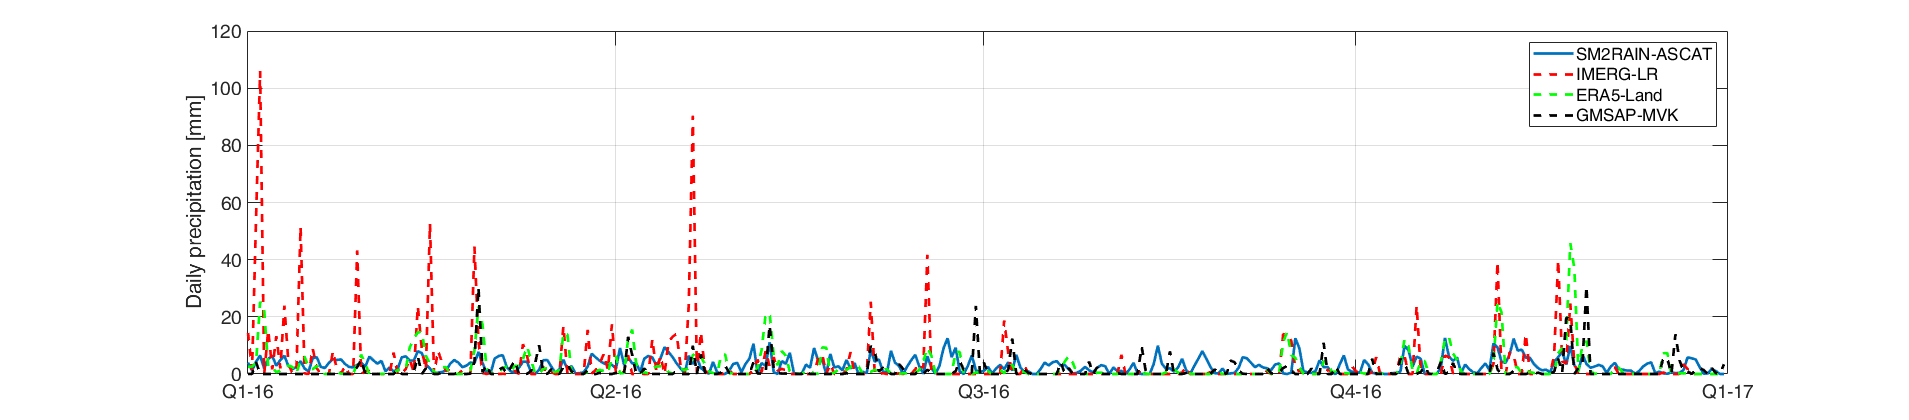 Daily precipitation [mm]
120
100
80
60
40
20
0
Q1-16
Q2-16
Q3-16
Q4-16
Q1-17
SM2RAIN-ASCAT
IMERG-LR
ERA5-Land
GMSAP-MVK